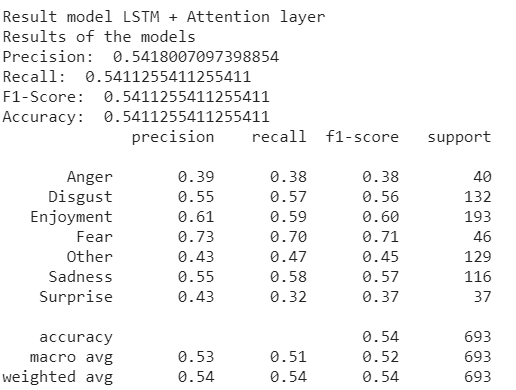 Result model LSTM + Attention layer
Results of the models
Precision:  0.5418007097398854
Recall:  0.5411255411255411
F1-Score:  0.5411255411255411
Accuracy:  0.5411255411255411
              precision    recall  f1-score   support

       Anger       0.39      0.38      0.38        40
     Disgust       0.55      0.57      0.56       132
   Enjoyment       0.61      0.59      0.60       193
        Fear       0.73      0.70      0.71        46
       Other       0.43      0.47      0.45       129
     Sadness       0.55      0.58      0.57       116
    Surprise       0.43      0.32      0.37        37

    accuracy                           0.54       693
   macro avg       0.53      0.51      0.52       693
weighted avg       0.54      0.54      0.54       693